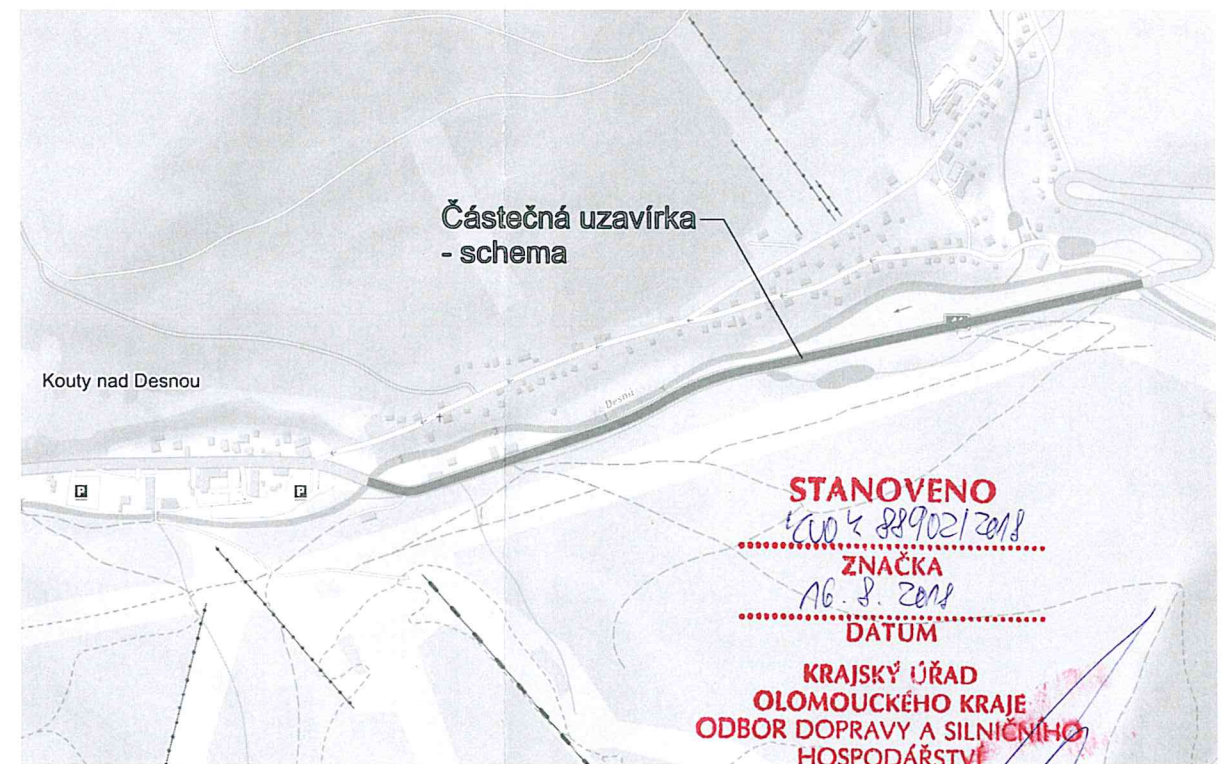 Částečná uzavírka
- schema
Kouty nad Desnou
Desná
P
P
STANOVENO
88902/2018
ZNAČKA
16. 8. 2018
DATUM
KRAJSKÝ ÚŘAD
OLOMOUCKÉHO KRAJE
ODBOR DOPRAVY A SILNIČNÍHO
HOSPODÁŘSTVÍ